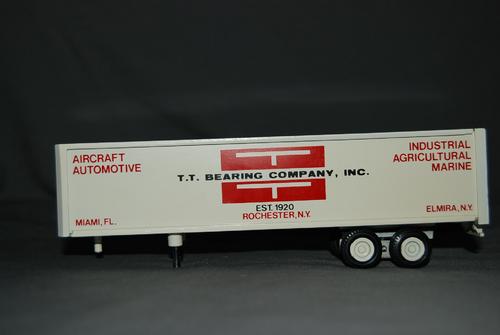 AIRCRAFT
AUTOMOTIVE
INDUSTRIAL
AGRICULTURAL
MARINE
T.T. BEARING COMPANY, INC.
EST. 1920
ROCHESTER, N.Y.
MIAMI, FL.
ELMIRA, N.Y.